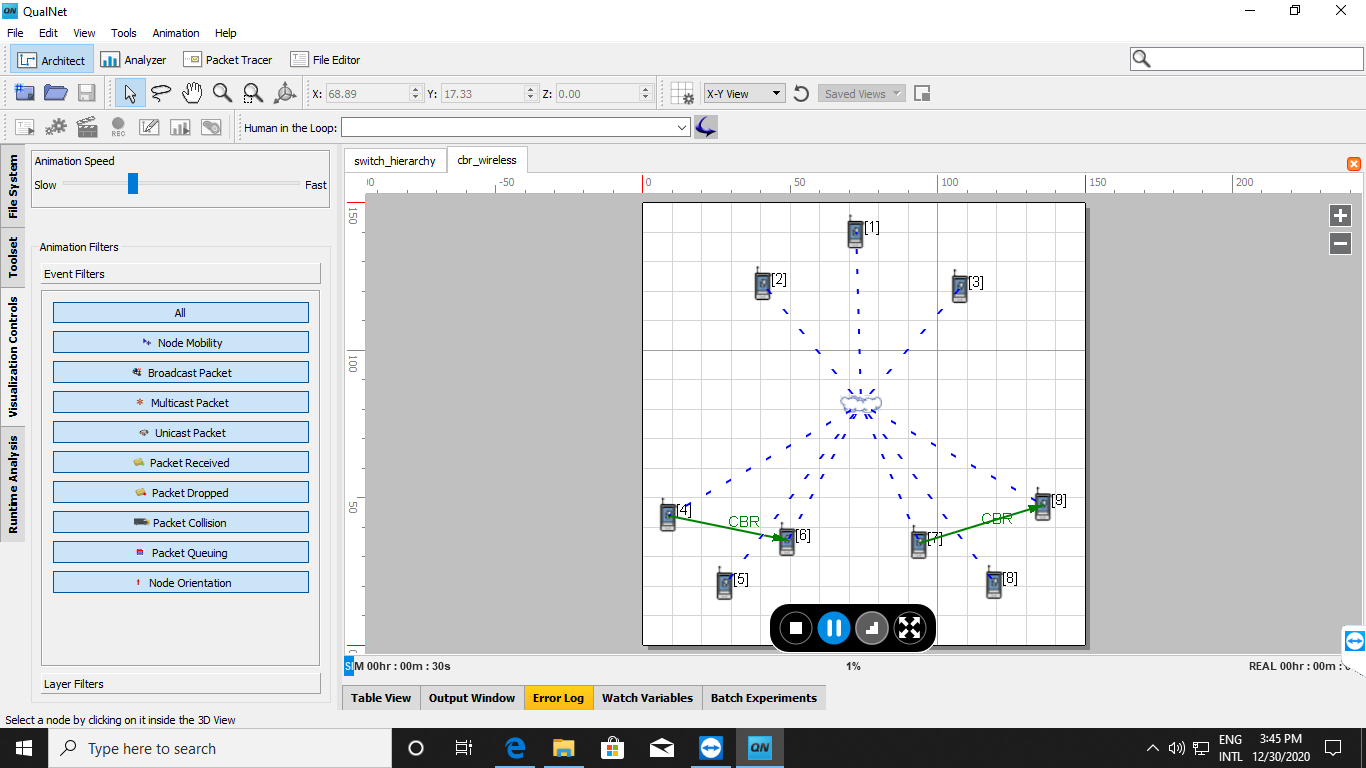 QN QualNet
File Edit View Tools Animation Help
Architect Analyzer Packet Tracer File Editor
X: 68.89 Y: 17.33 Z: 0.00 X-Y View Saved Views
REC Human in the Loop:
File System
Toolset
Visualization Controls
Runtime Analysis
Animation Speed
Slow Fast
Animation Filters
Event Filters
All
Node Mobility
Broadcast Packet
Multicast Packet
Unicast Packet
Packet Received
Packet Dropped
Packet Collision
Packet Queuing
Node Orientation
Layer Filters
switch_hierarchy cbr_wireless
00 -50 0 50 100 150 200
150
100
50
0
[1]
[2] [3]
[4] CBR [6] [7] CBR [9]
[5] [8]
SIM 00hr : 00m : 30s 1% REAL 00hr : 00m :
Table View Output Window Error Log Watch Variables Batch Experiments
Select a node by clicking on it inside the 3D View
Type here to search
QN
ENG 3:45 PM
INTL 12/30/2020